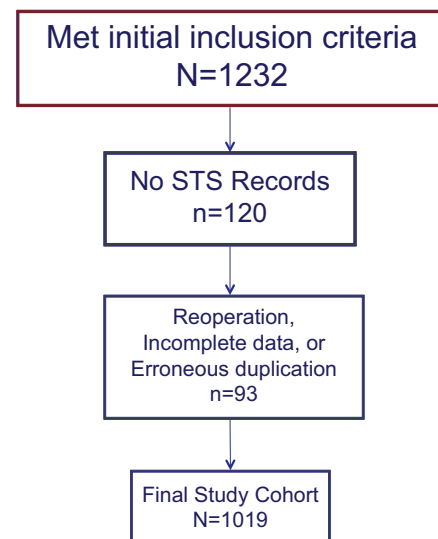 Met initial inclusion criteria
N=1232
No STS Records
n=120
Reoperation,
Incomplete data, or
Erroneous duplication
n=93
Final Study Cohort
N=1019